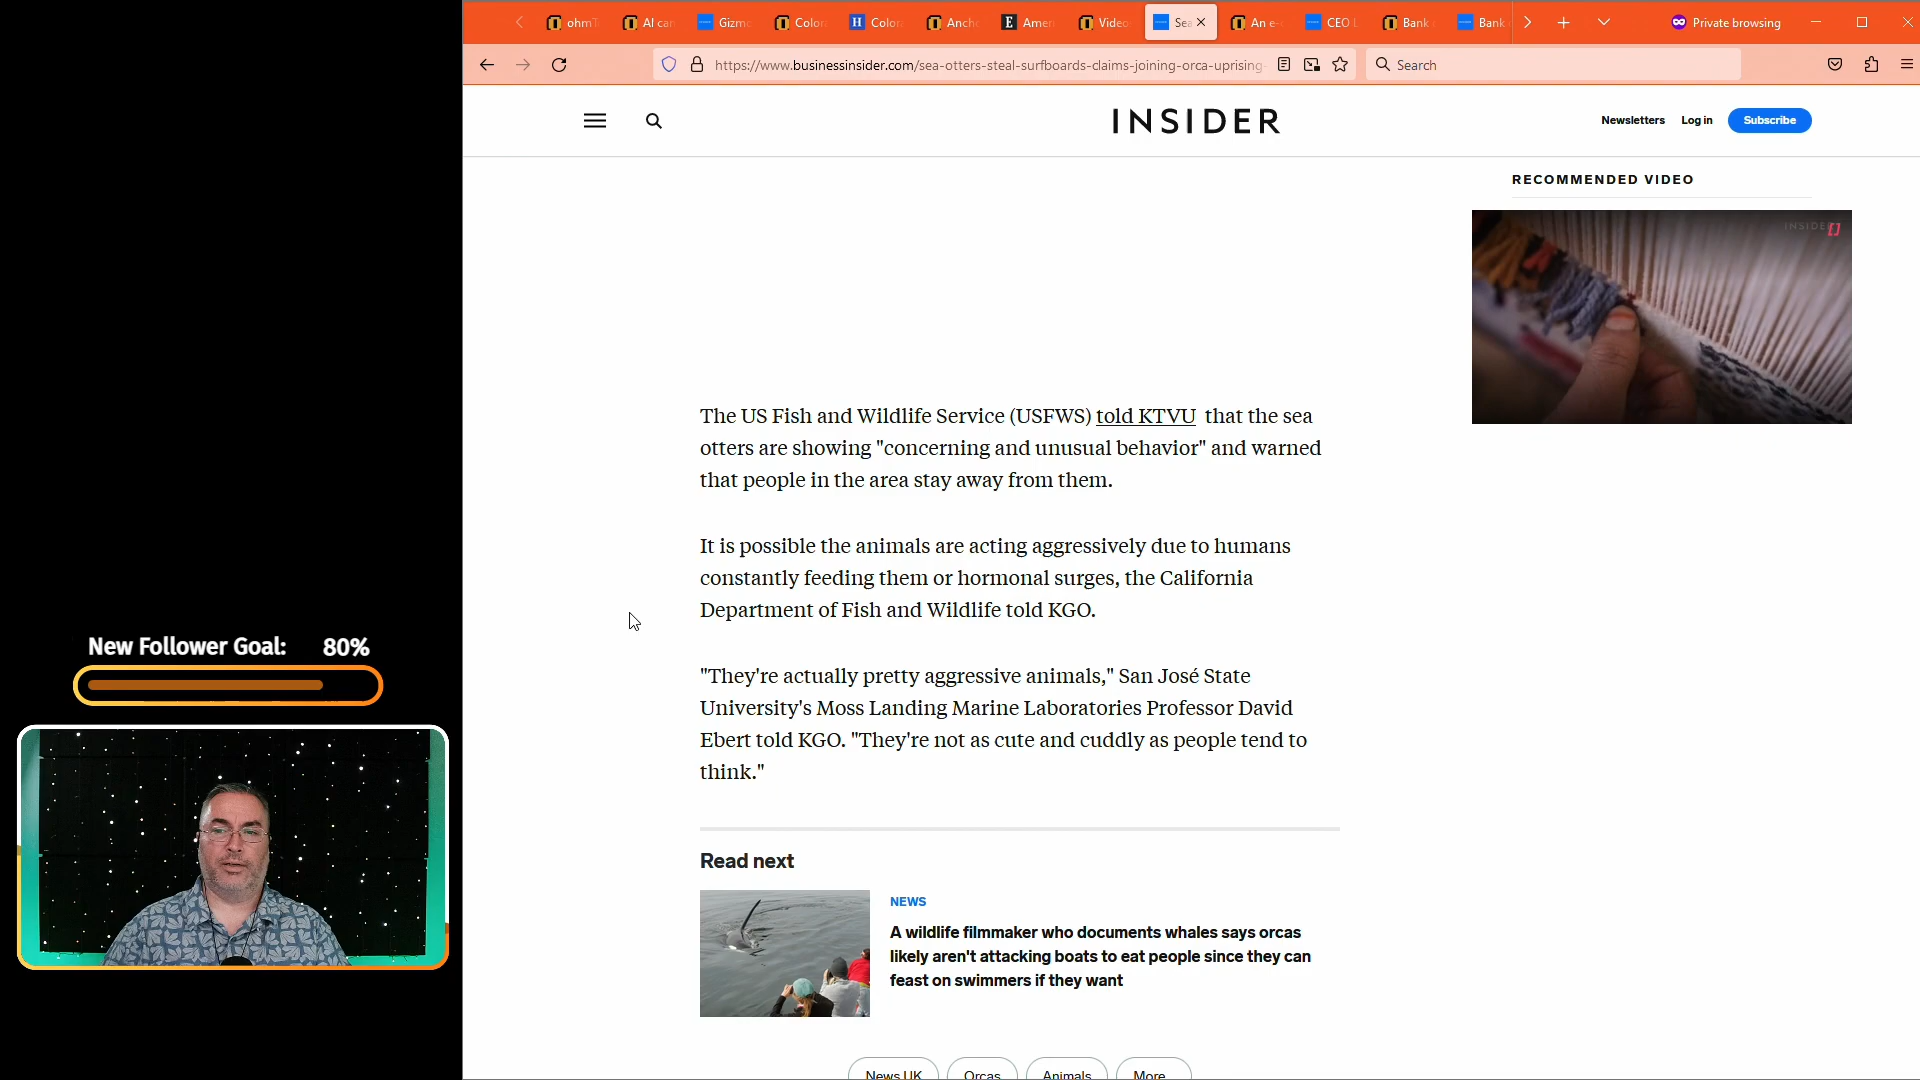 ohmT
AI can
Gizmo
Color
Colora
Ancho
Amer
Video
Sea
An e-
CEO L
Bank
Bank
Private browsing
https://www.businessinsider.com/sea-otters-steal-surfboards-claims-joining-orca-uprising-
Search
INSIDER
Newsletters
Log in
Subscribe
RECOMMENDED VIDEO
INSIDER
The US Fish and Wildlife Service (USFWS) told KTVU that the sea
otters are showing "concerning and unusual behavior" and warned
that people in the area stay away from them.
It is possible the animals are acting aggressively due to humans
constantly feeding them or hormonal surges, the California
Department of Fish and Wildlife told KGO.
"They're actually pretty aggressive animals," San José State
University's Moss Landing Marine Laboratories Professor David
Ebert told KGO. "They're not as cute and cuddly as people tend to
think."
New Follower Goal: 80%
Read next
NEWS
A wildlife filmmaker who documents whales says orcas
likely aren't attacking boats to eat people since they can
feast on swimmers if they want
News UK
Orcas
Animals
More